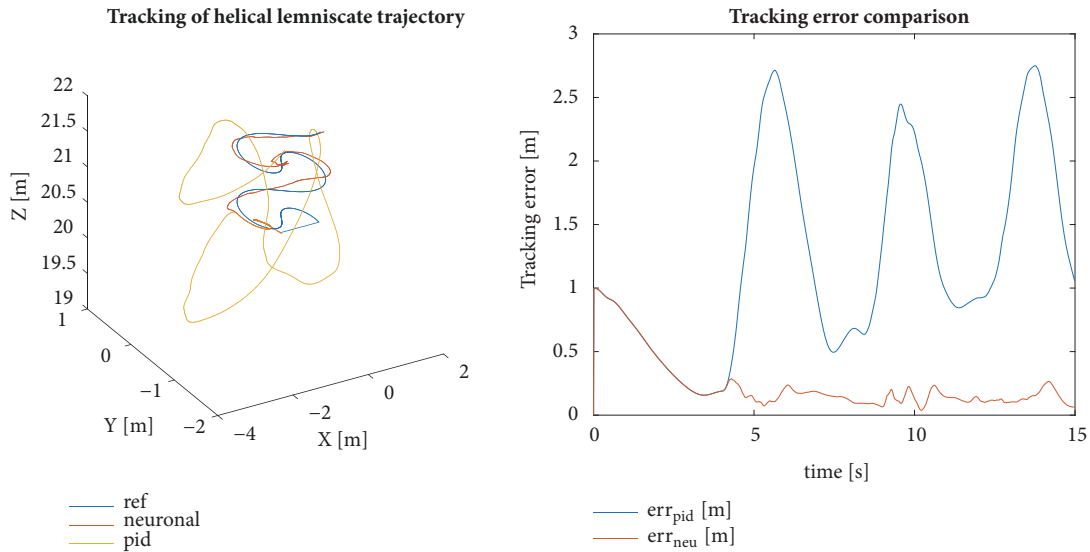 Tracking of helical lemniscate trajectory
22
21.5
21
20.5
20
19.5
19
Z [m]
1
0
−1
−2
Y [m]
−4
−2
0
2
X [m]
ref
neuronal
pid
Tracking error comparison
3
2.5
2
1.5
1
0.5
0
Tracking error [m]
0
5
10
15
time [s]
err_pid [m]
err_neu [m]